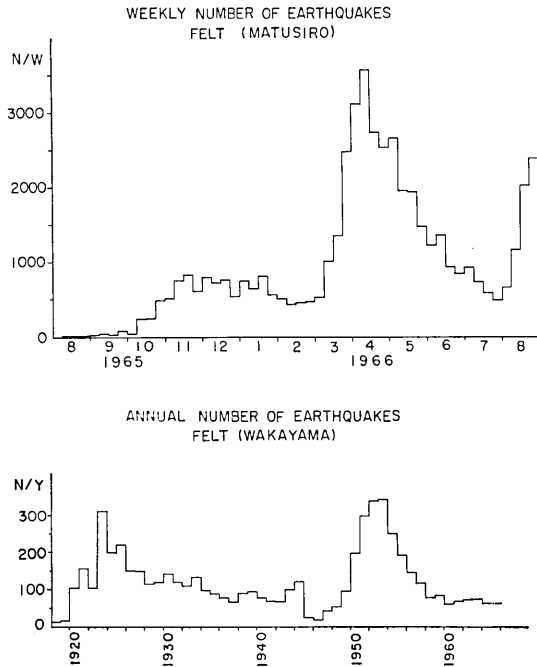 WEEKLY NUMBER OF EARTHQUAKES
FELT (MATUSIRO)
N/W
3000
2000
1000
0
8 9 10 11 12 1 2 3 4 5 6 7 8
1965 1966
ANNUAL NUMBER OF EARTHQUAKES
FELT (WAKAYAMA)
N/Y
300
200
100
0
1920 1930 1940 1950 1960